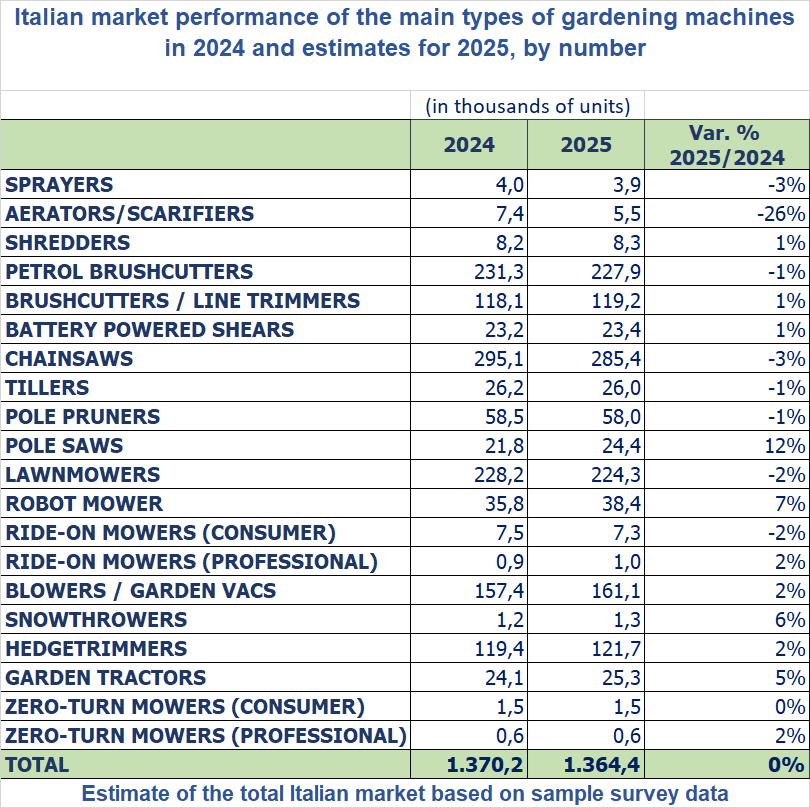 Italian market performance of the main types of gardening machines
in 2024 and estimates for 2025, by number
(in thousands of units)
2024 2025 Var. % 2025/2024
SPRAYERS 4,0 3,9 -3%
AERATORS/SCARIFIERS 7,4 5,5 -26%
SHREDDERS 8,2 8,3 1%
PETROL BRUSHCUTTERS 231,3 227,9 -1%
BRUSHCUTTERS / LINE TRIMMERS 118,1 119,2 1%
BATTERY POWERED SHEARS 23,2 23,4 1%
CHAINSAWS 295,1 285,4 -3%
TILLERS 26,2 26,0 -1%
POLE PRUNERS 58,5 58,0 -1%
POLE SAWS 21,8 24,4 12%
LAWNMOWERS 228,2 224,3 -2%
ROBOT MOWER 35,8 38,4 7%
RIDE-ON MOWERS (CONSUMER) 7,5 7,3 -2%
RIDE-ON MOWERS (PROFESSIONAL) 0,9 1,0 2%
BLOWERS / GARDEN VACS 157,4 161,1 2%
SNOWTHROWERS 1,2 1,3 6%
HEDGETRIMMERS 119,4 121,7 2%
GARDEN TRACTORS 24,1 25,3 5%
ZERO-TURN MOWERS (CONSUMER) 1,5 1,5 0%
ZERO-TURN MOWERS (PROFESSIONAL) 0,6 0,6 2%
TOTAL 1.370,2 1.364,4 0%
Estimate of the total Italian market based on sample survey data